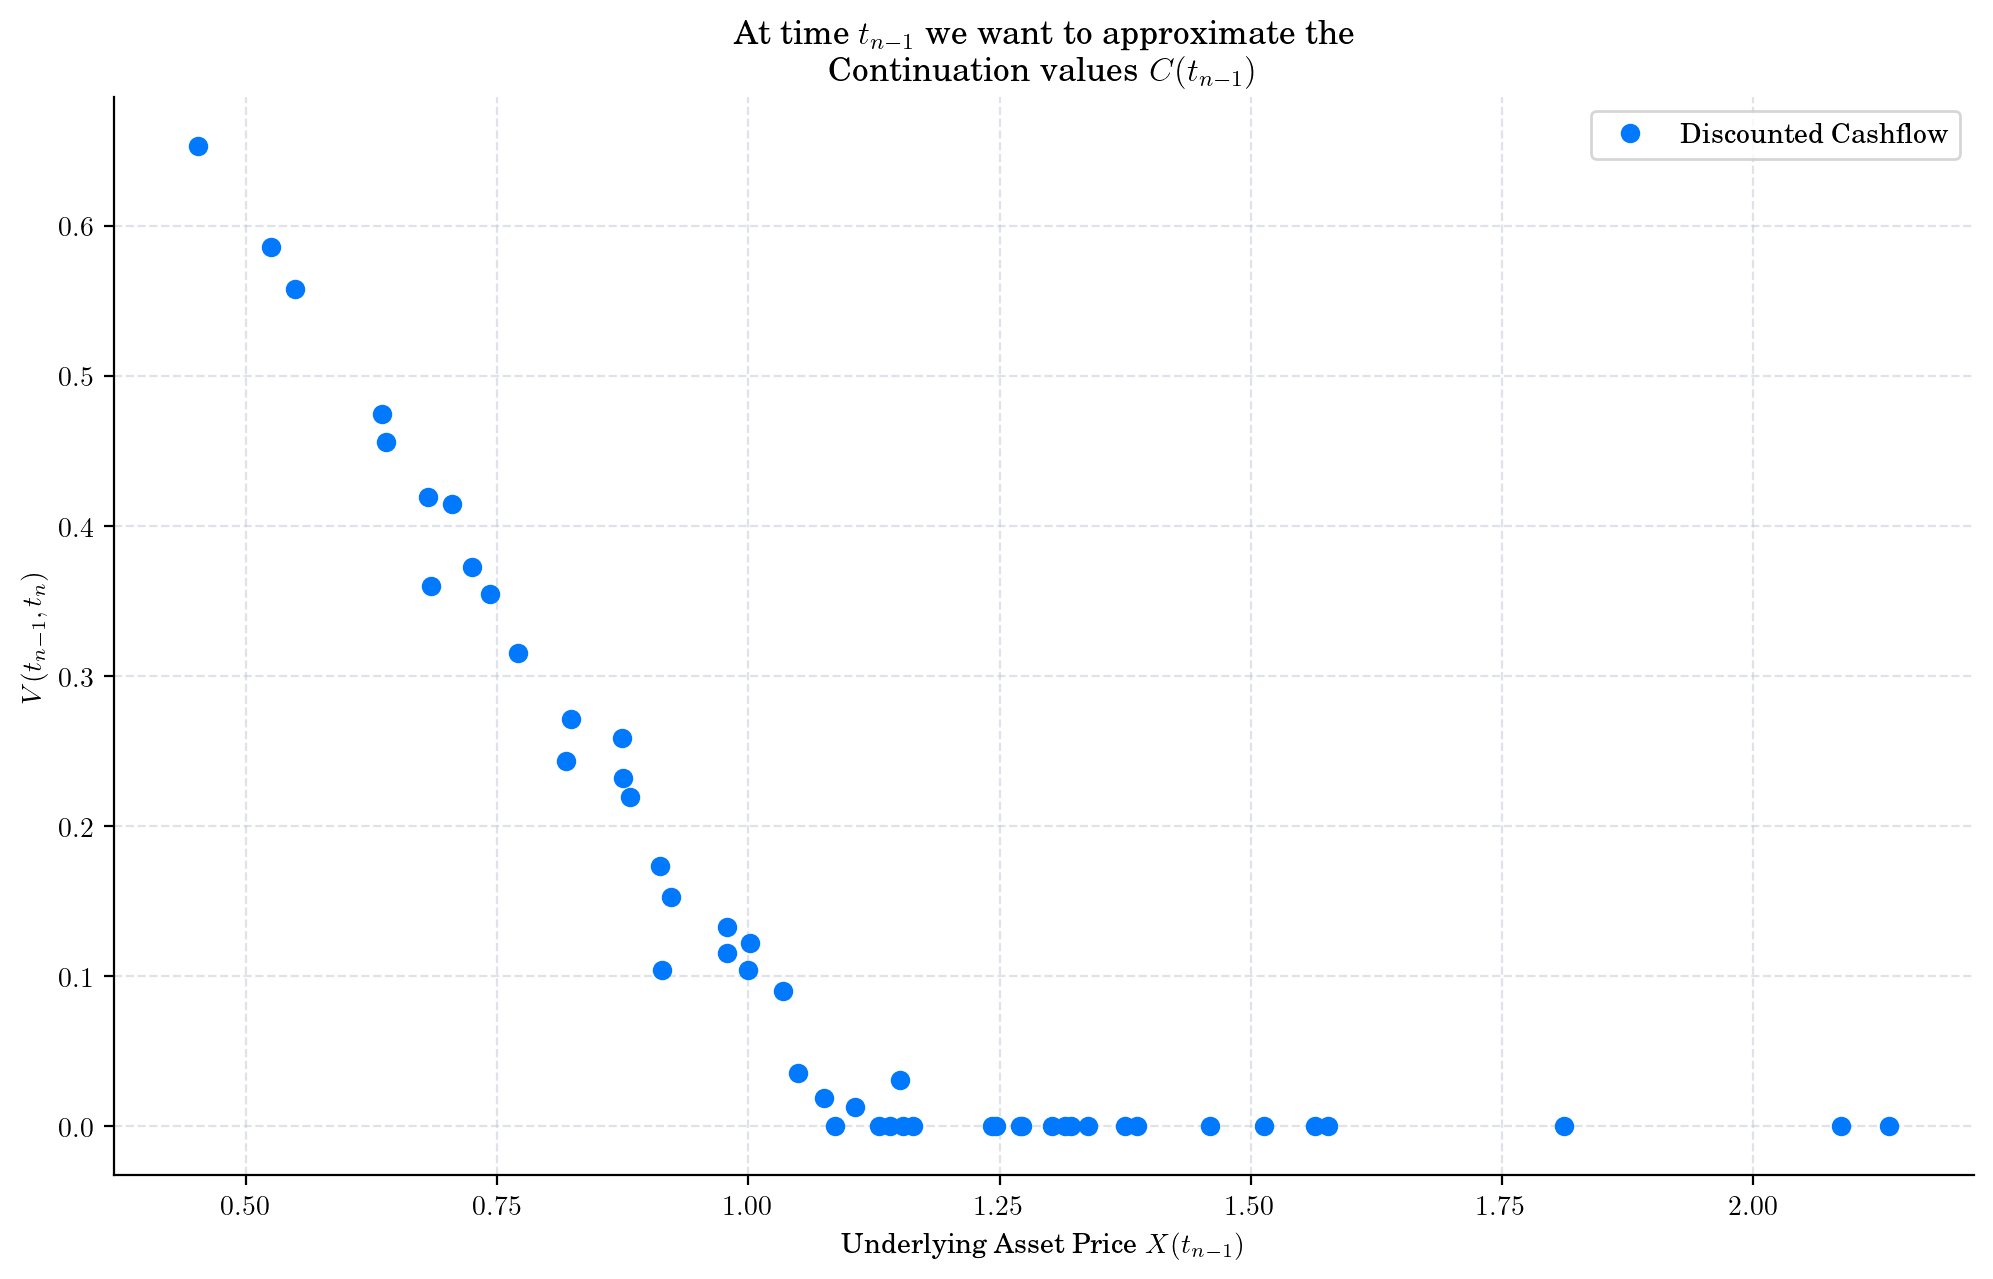 At time $t_{n-1}$ we want to approximate the
Continuation values $C(t_{n-1})$
Discounted Cashflow
$V(t_{n-1}, t_n)$
0.6
0.5
0.4
0.3
0.2
0.1
0.0
0.50 0.75 1.00 1.25 1.50 1.75 2.00
Underlying Asset Price $X(t_{n-1})$